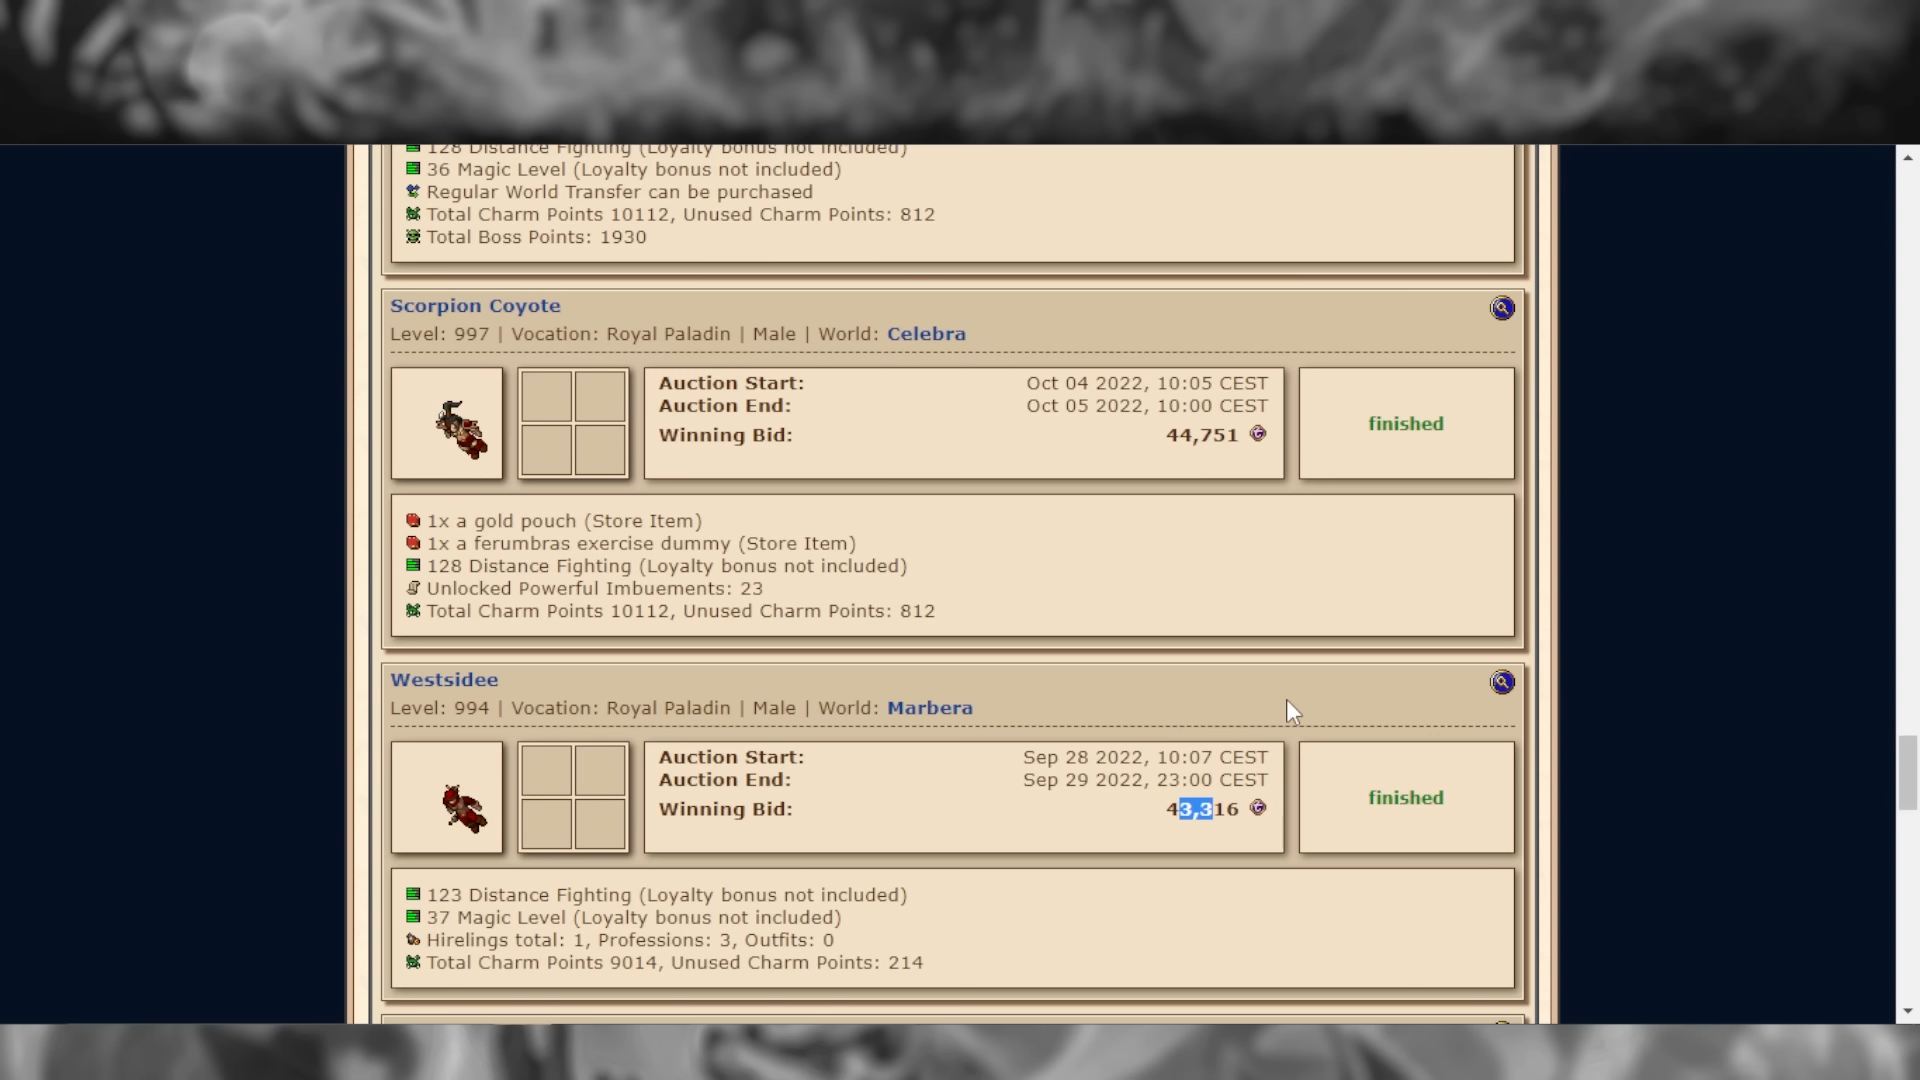 128 Distance Fighting (Loyalty bonus not included)
36 Magic Level (Loyalty bonus not included)
Regular World Transfer can be purchased
Total Charm Points 10112, Unused Charm Points: 812
Total Boss Points: 1930
Scorpion Coyote
Level: 997 | Vocation: Royal Paladin | Male | World: Celebra
Auction Start: Oct 04 2022, 10:05 CEST
Auction End: Oct 05 2022, 10:00 CEST
Winning Bid: 44,751
finished
1x a gold pouch (Store Item)
1x a ferumbras exercise dummy (Store Item)
128 Distance Fighting (Loyalty bonus not included)
Unlocked Powerful Imbuements: 23
Total Charm Points 10112, Unused Charm Points: 812
Westsidee
Level: 994 | Vocation: Royal Paladin | Male | World: Marbera
Auction Start: Sep 28 2022, 10:07 CEST
Auction End: Sep 29 2022, 23:00 CEST
Winning Bid: 43,316
finished
123 Distance Fighting (Loyalty bonus not included)
37 Magic Level (Loyalty bonus not included)
Hirelings total: 1, Professions: 3, Outfits: 0
Total Charm Points 9014, Unused Charm Points: 214